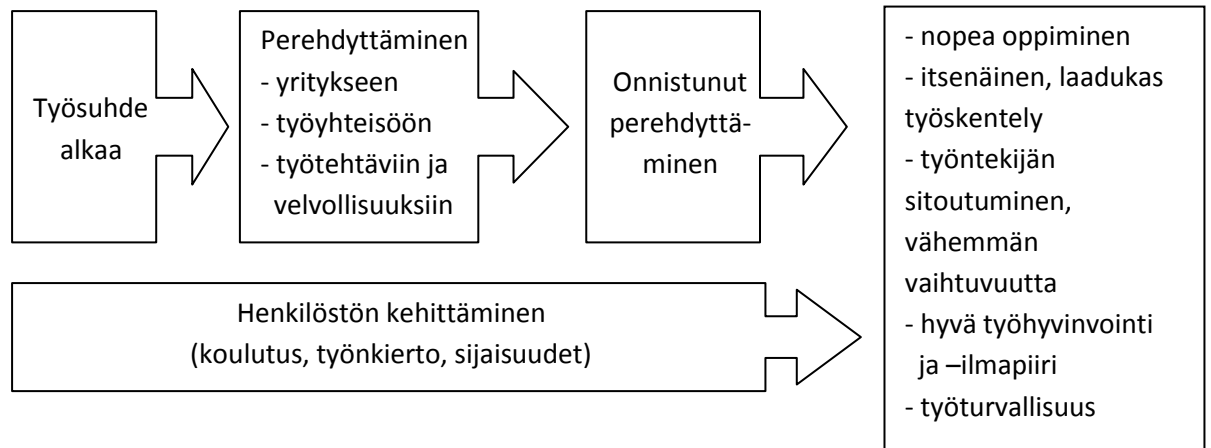 Työsuhde
alkaa
Perehdyttäminen
- yritykseen
- työyhteisöön
- työtehtäviin ja
velvollisuuksiin
Onnistunut
perehdyttä-
minen
- nopea oppiminen
- itsenäinen, laadukas
työskentely
- työntekijän
sitoutuminen,
vähemmän
vaihtuvuutta
- hyvä työhyvinvointi
ja –ilmapiiri
- työturvallisuus
Henkilöstön kehittäminen
(koulutus, työnkierto, sijaisuudet)